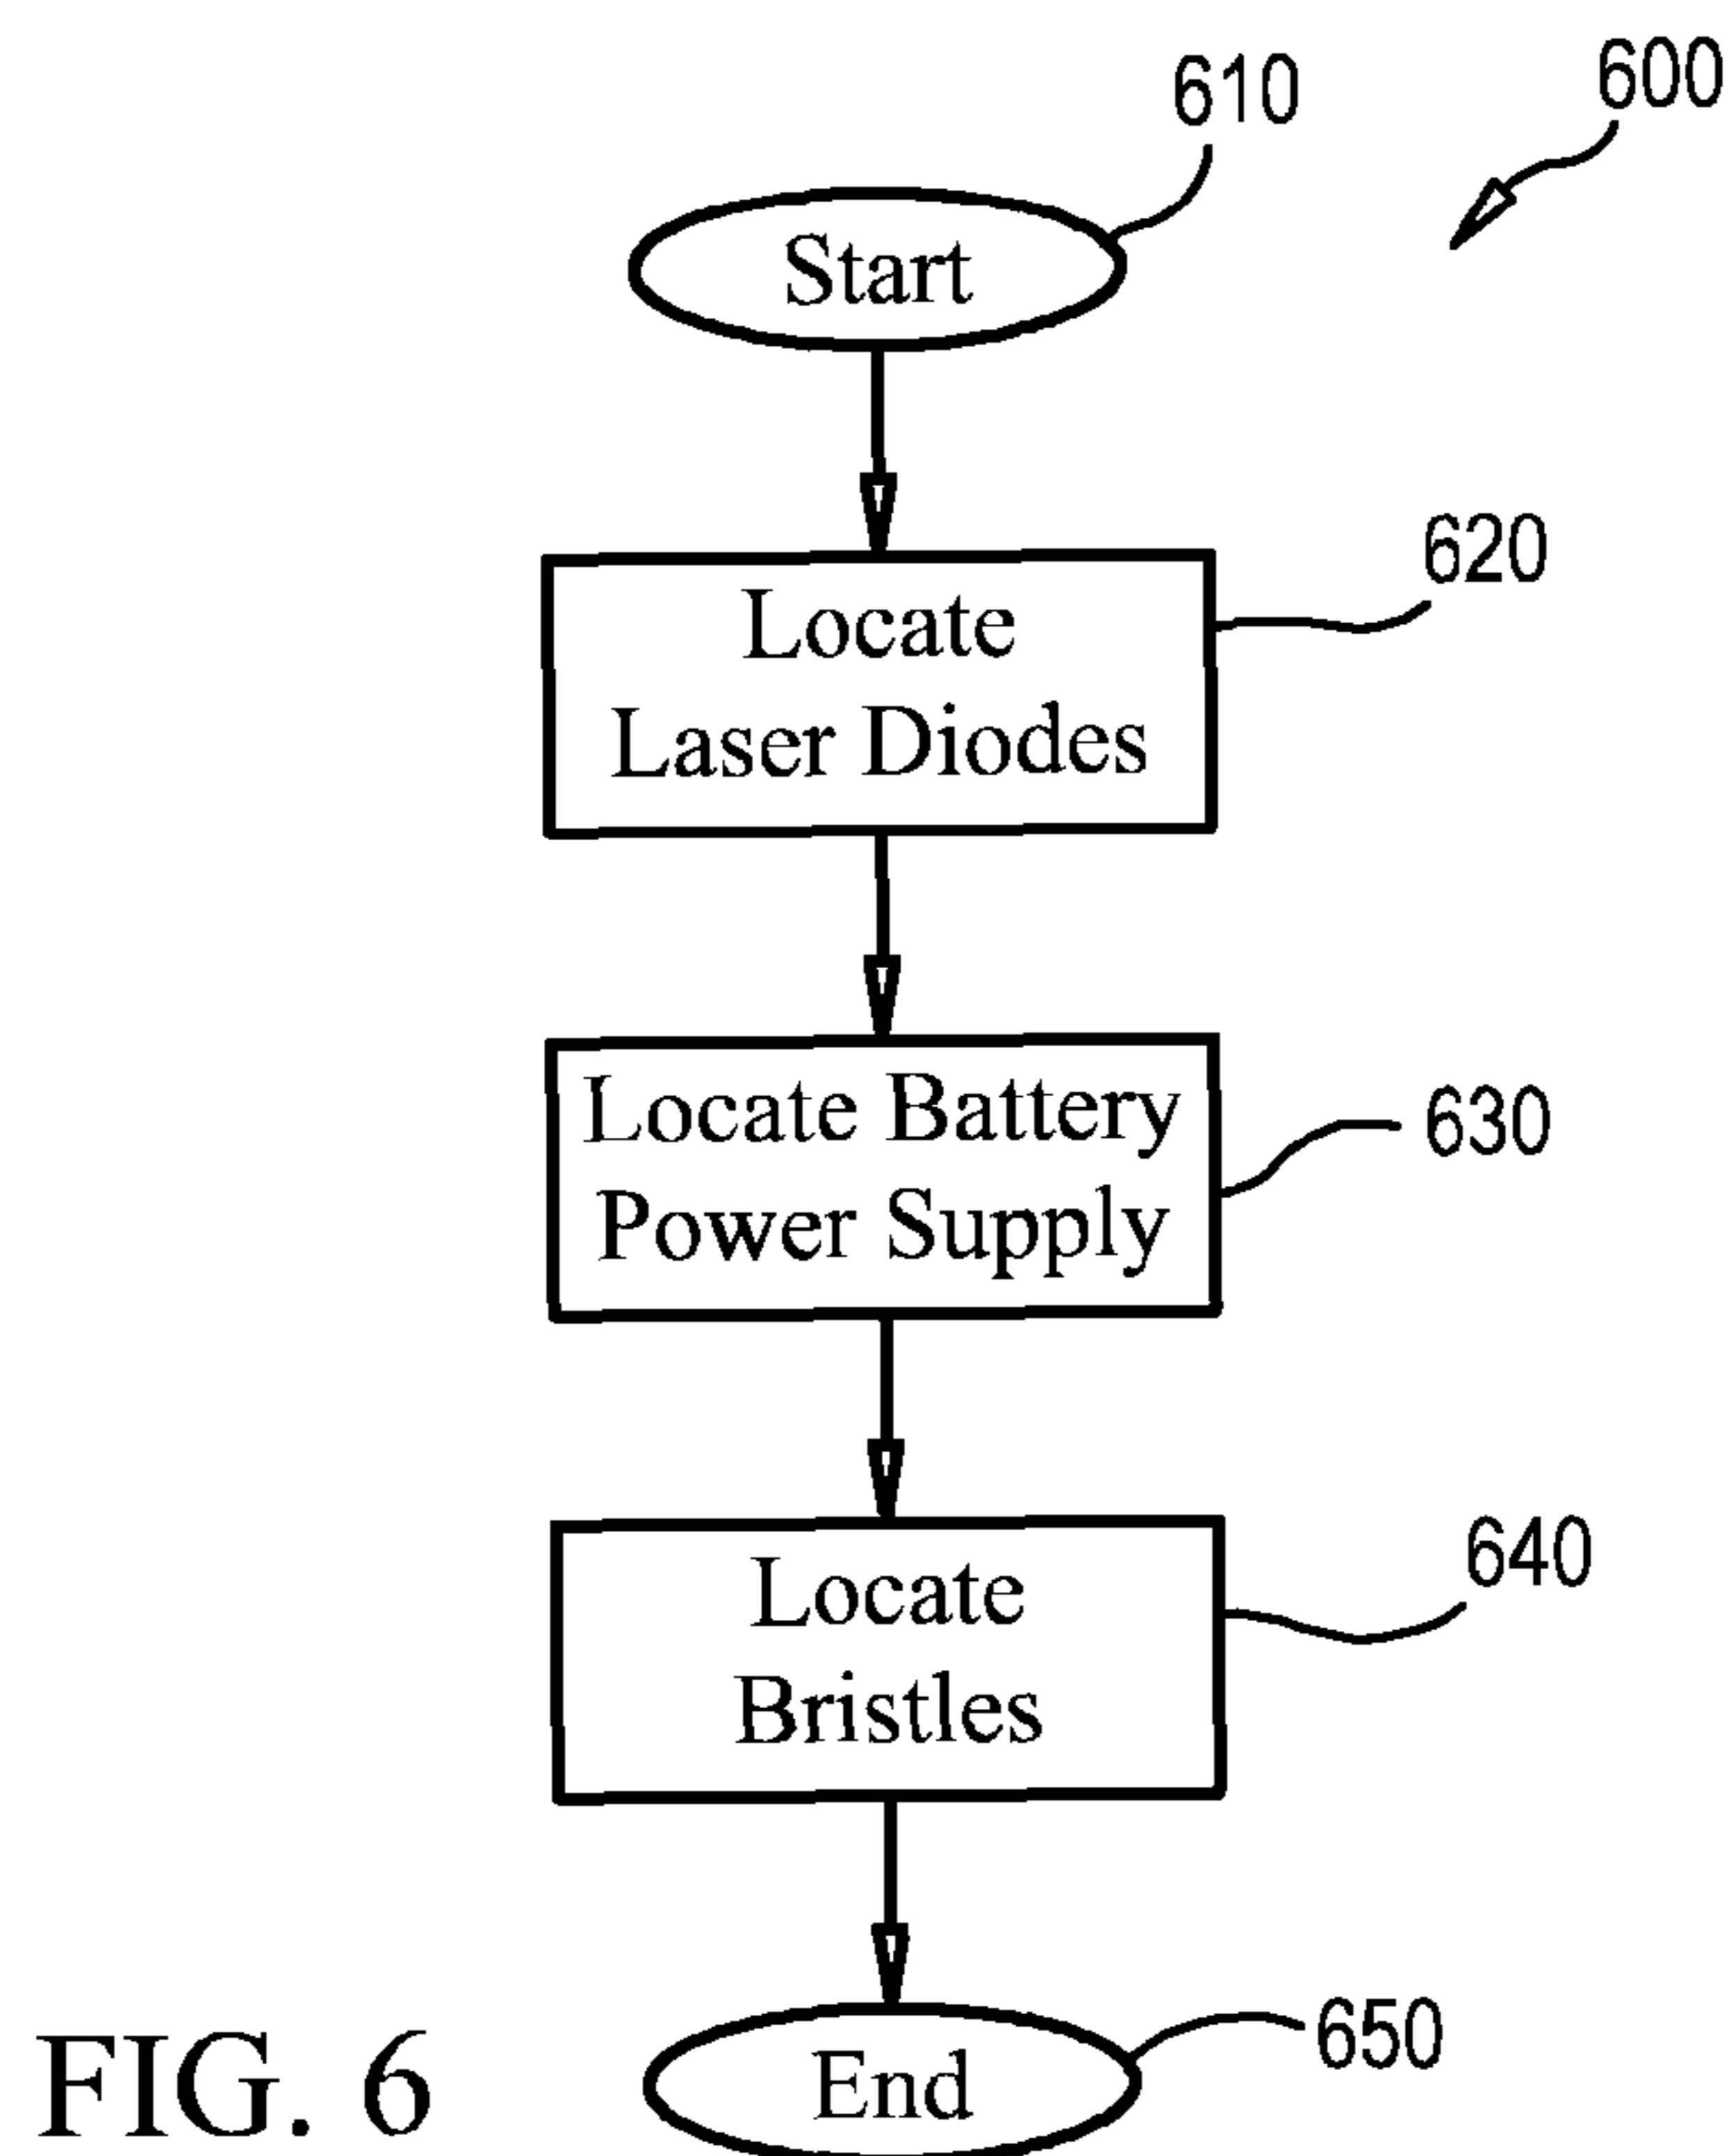 610
600
Start
620
Locate
Laser Diodes
630
Locate Battery
Power Supply
640
Locate
Bristles
650
End
FIG. 6